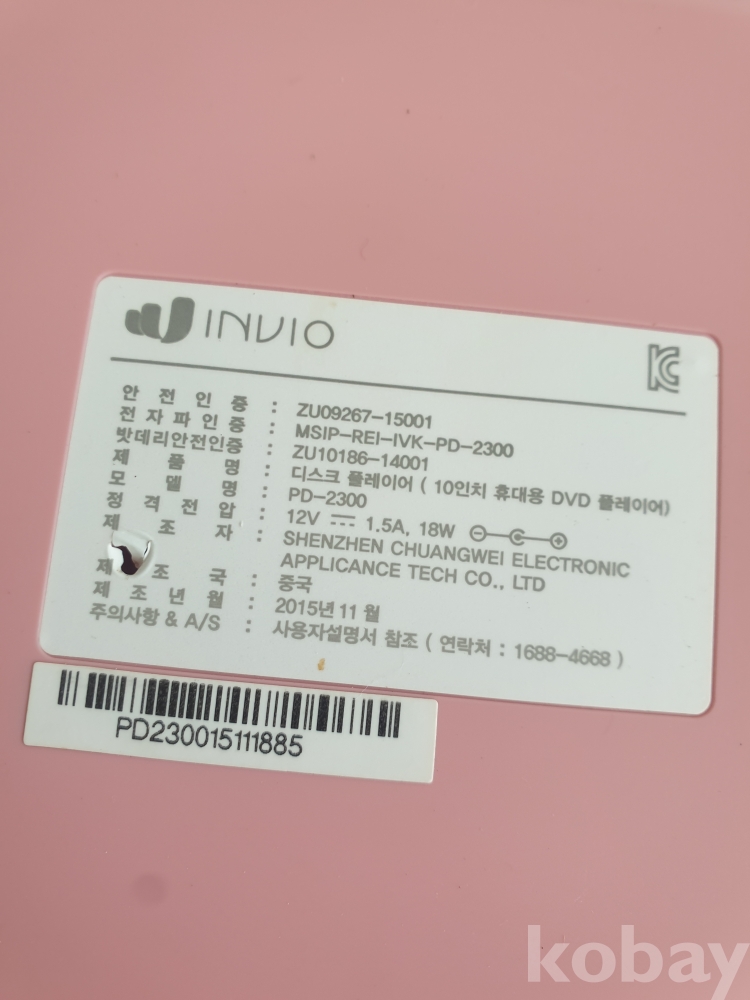 INVIO
안전인증 : ZU09267-15001
전자파인증 : MSIP-REI-IVK-PD-2300
밧데리안전인증 : ZU10186-14001
제품명 : 디스크 플레이어 ( 10인치 휴대용 DVD 플레이어)
모델명 : PD-2300
정격전압 : 12V 1.5A, 18W
제조자 : SHENZHEN CHUANGWEI ELECTRONIC
APPLICANCE TECH CO., LTD
제조국 : 중국
제조년월 : 2015년 11월
주의사항 & A/S : 사용자설명서 참조 ( 연락처 : 1688-4668 )
PD230015111885
kobay